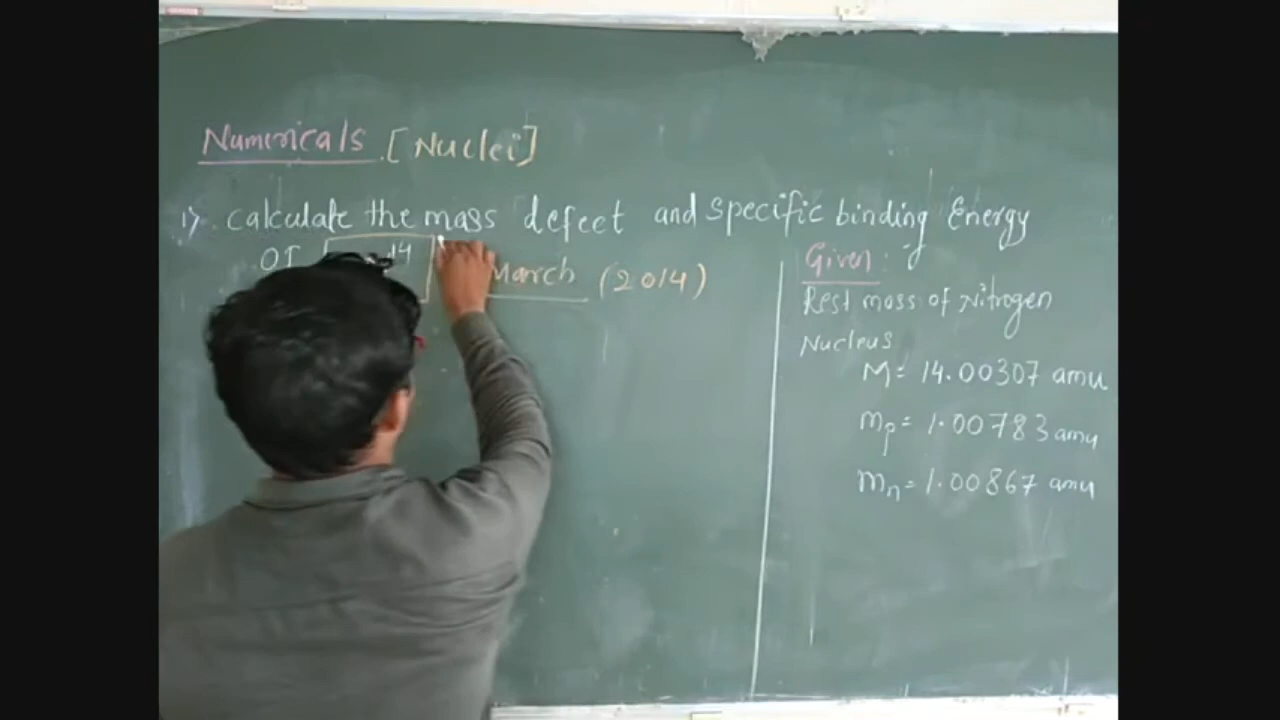 Numericals. [Nuclei]
1). Calculate the mass defect and specific binding Energy
of 14 March (2014)
Given:
Rest mass of Nitrogen
Nucleus
M= 14.00307 amu
mp= 1.00783 amu
mn= 1.00867 amu